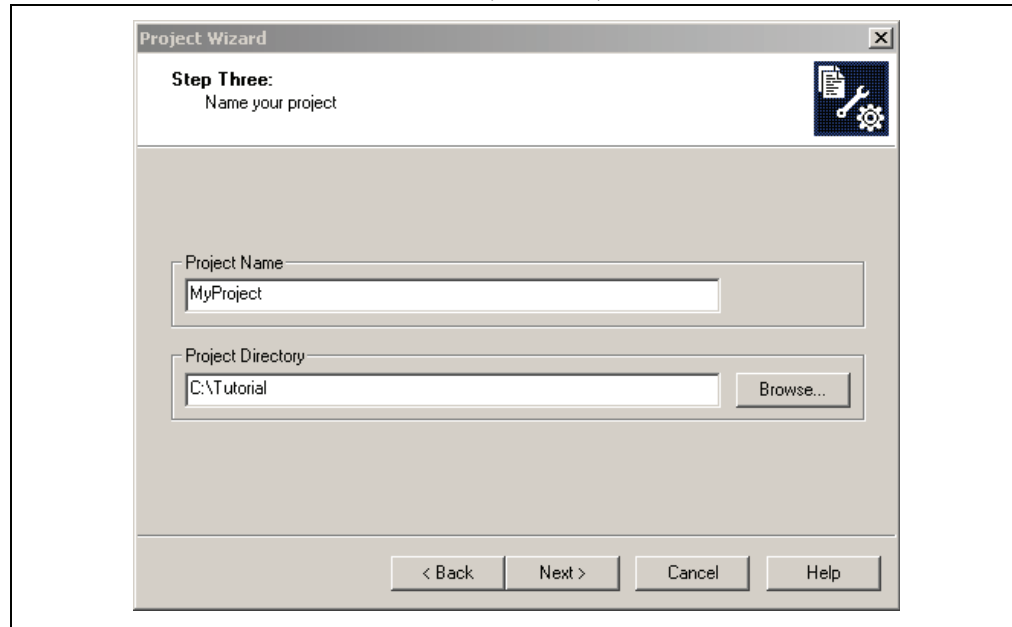 Project Wizard
Step Three:
Name your project
Project Name
MyProject
Project Directory
C:\Tutorial
Browse...
< Back
Next >
Cancel
Help